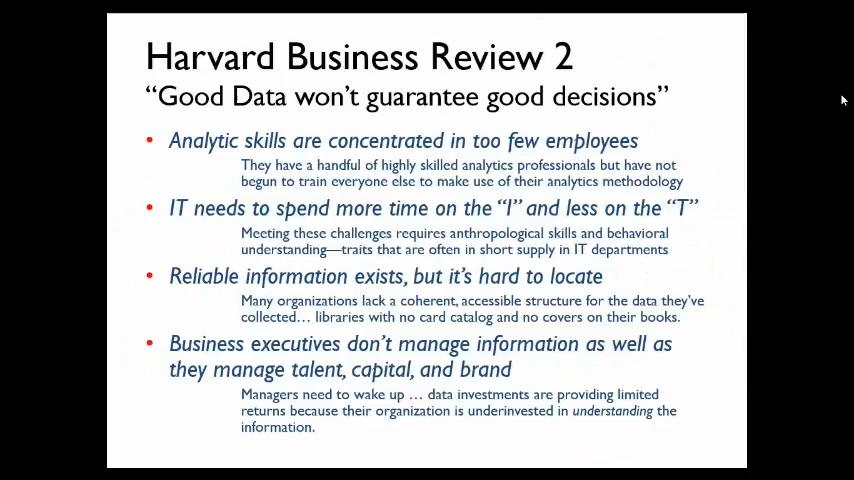 Harvard Business Review 2
“Good Data won’t guarantee good decisions”
• Analytic skills are concentrated in too few employees
They have a handful of highly skilled analytics professionals but have not
begun to train everyone else to make use of their analytics methodology
• IT needs to spend more time on the “I” and less on the “T”
Meeting these challenges requires anthropological skills and behavioral
understanding—traits that are often in short supply in IT departments
• Reliable information exists, but it’s hard to locate
Many organizations lack a coherent, accessible structure for the data they’ve
collected… libraries with no card catalog and no covers on their books.
• Business executives don’t manage information as well as
they manage talent, capital, and brand
Managers need to wake up … data investments are providing limited
returns because their organization is underinvested in understanding the
information.